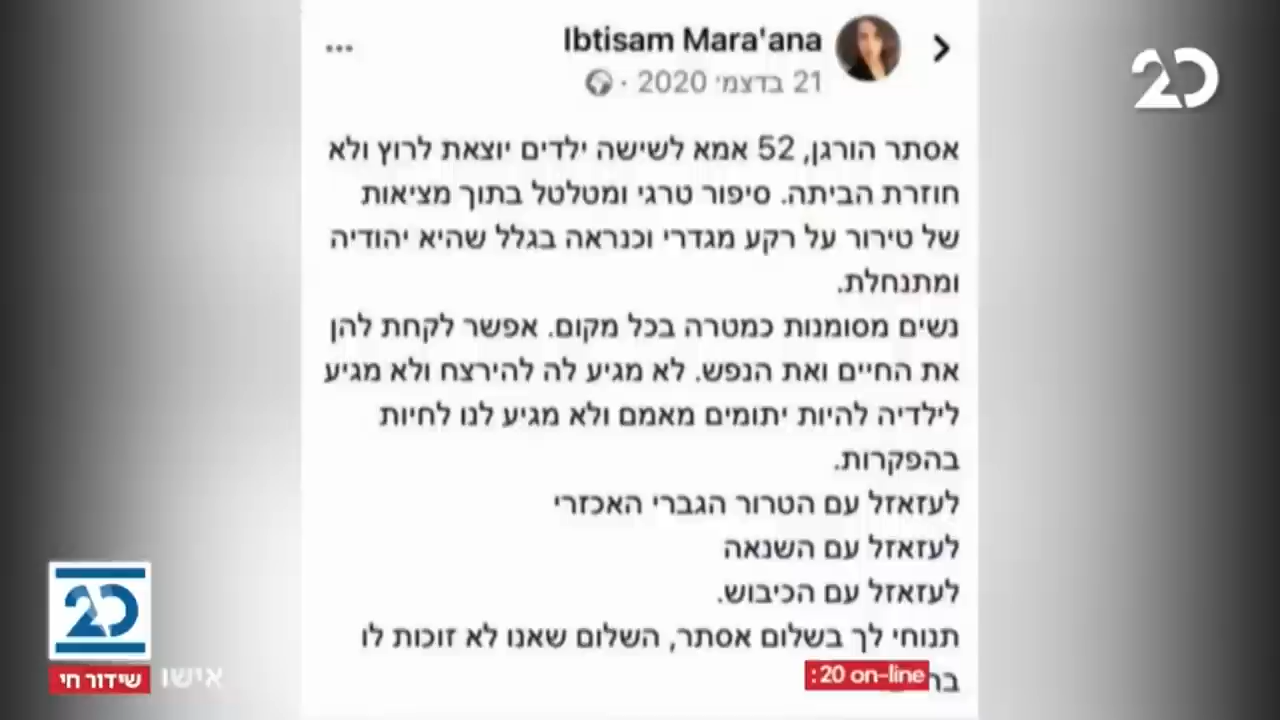 Ibtisam Mara'ana
21 בדצמ׳ 2020
20
אסתר הורגן, 52 אמא לשישה ילדים יוצאת לרוץ ולא
חוזרת הביתה. סיפור טרגי ומטלטל בתוך מציאות
של טירור על רקע מגדרי וכנראה בגלל שהיא יהודיה
ומתנחלת.
נשים מסומנות כמטרה בכל מקום. אפשר לקחת להן
את החיים ואת הנפש. לא מגיע לה להירצח ולא מגיע
לילדיה להיות יתומים מאמם ולא מגיע לנו לחיות
בהפקרות.
לעזאזל עם הטרור הגברי האכזרי
לעזאזל עם השנאה
לעזאזל עם הכיבוש.
תנוחי לך בשלום אסתר, השלום שאנו לא זוכות לו
20 on-line:
20
שידור חי
אישו